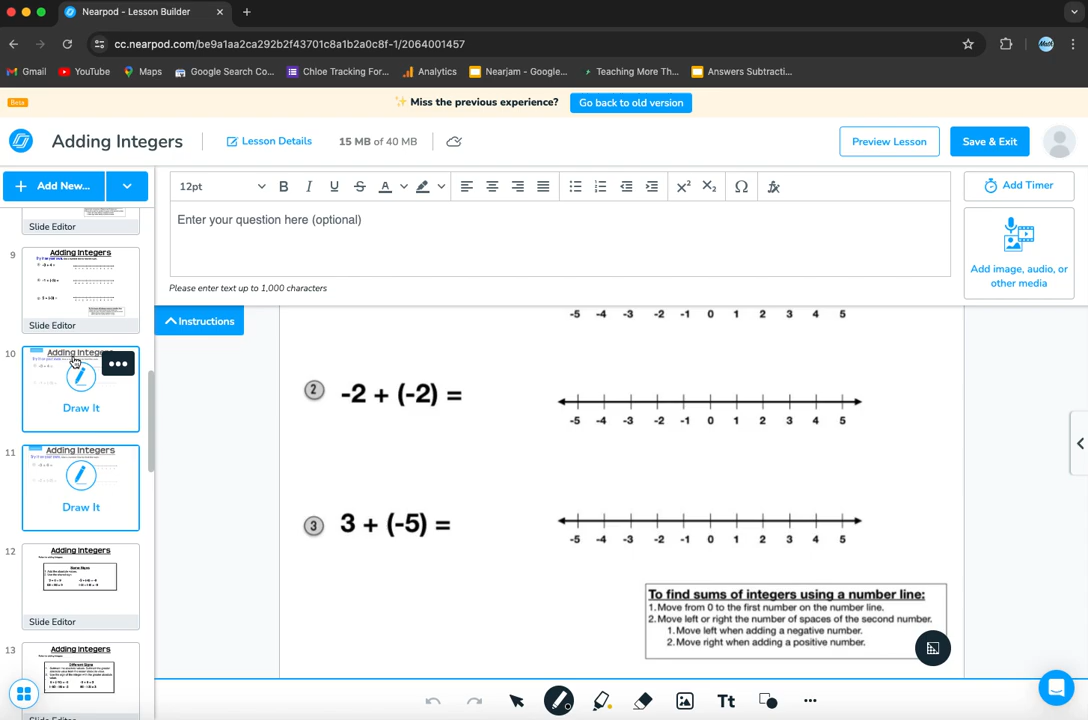 Nearpod - Lesson Builder
cc.nearpod.com/be9a1aa2ca292b2f43701c8a1b2a0c8f-1/2064001457
Gmail YouTube Maps Google Search Co... Chloe Tracking For... Analytics Nearjam - Google... Teaching More Th... Answers Subtracti...
Beta ✨ Miss the previous experience? Go back to old version
Adding Integers Lesson Details 15 MB of 40 MB Preview Lesson Save & Exit
+ Add New...
12pt B I U S A X² X₂ Ω fx Add Timer
Enter your question here (optional)
Add image, audio, or
other media
Please enter text up to 1,000 characters
Instructions
Slide Editor
9 Adding Integers
Slide Editor
10 Adding Integers
Draw It
11 Adding Integers
Draw It
12 Adding Integers
Same Signs
Slide Editor
13 Adding Integers
Different Signs
-5 -4 -3 -2 -1 0 1 2 3 4 5
2 -2 + (-2) =
-5 -4 -3 -2 -1 0 1 2 3 4 5
3 3 + (-5) =
-5 -4 -3 -2 -1 0 1 2 3 4 5
To find sums of integers using a number line:
1. Move from 0 to the first number on the number line.
2. Move left or right the number of spaces of the second number.
1. Move left when adding a negative number.
2. Move right when adding a positive number.
Tt